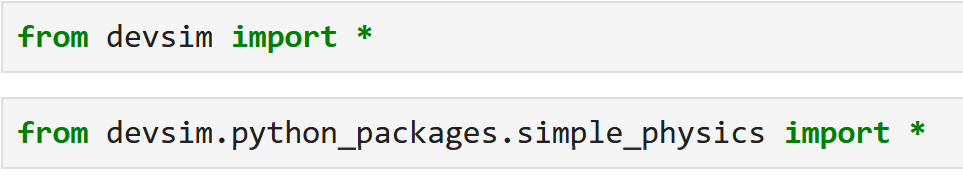 from devsim import *
from devsim.python_packages.simple_physics import *